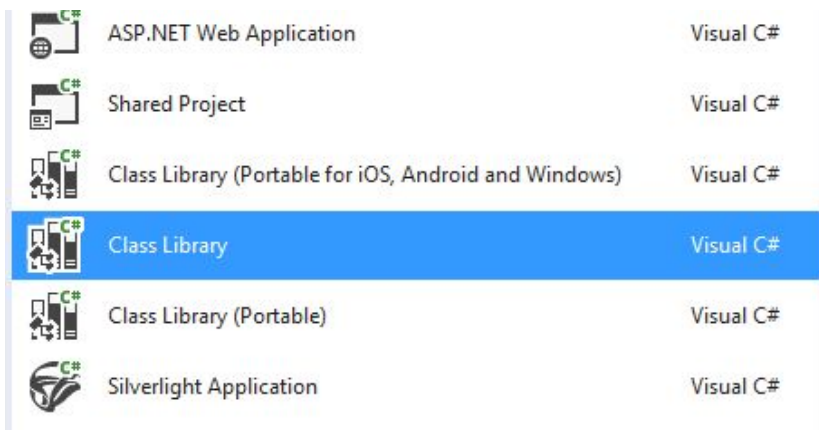 C# ASP.NET Web Application Visual C#
C# Shared Project Visual C#
C# Class Library (Portable for iOS, Android and Windows) Visual C#
C# Class Library Visual C#
C# Class Library (Portable) Visual C#
C# Silverlight Application Visual C#